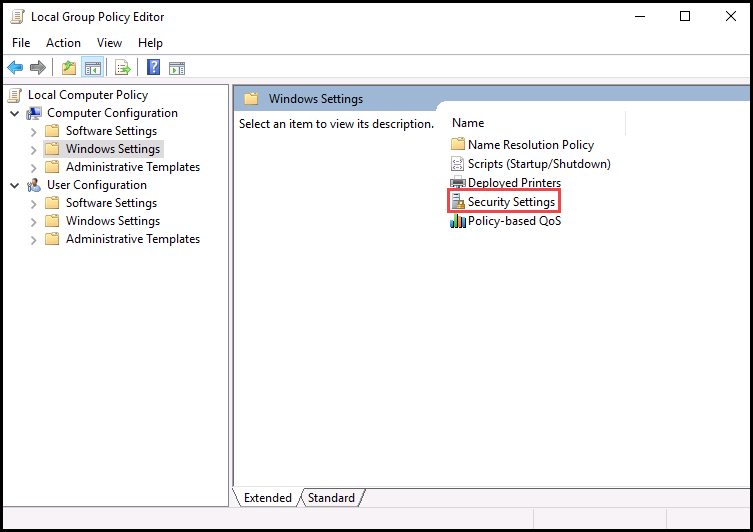 Local Group Policy Editor
File Action View Help
Local Computer Policy
Computer Configuration
Software Settings
Windows Settings
Administrative Templates
User Configuration
Software Settings
Windows Settings
Administrative Templates
Windows Settings
Select an item to view its description.
Name
Name Resolution Policy
Scripts (Startup/Shutdown)
Deployed Printers
Security Settings
Policy-based QoS
Extended Standard